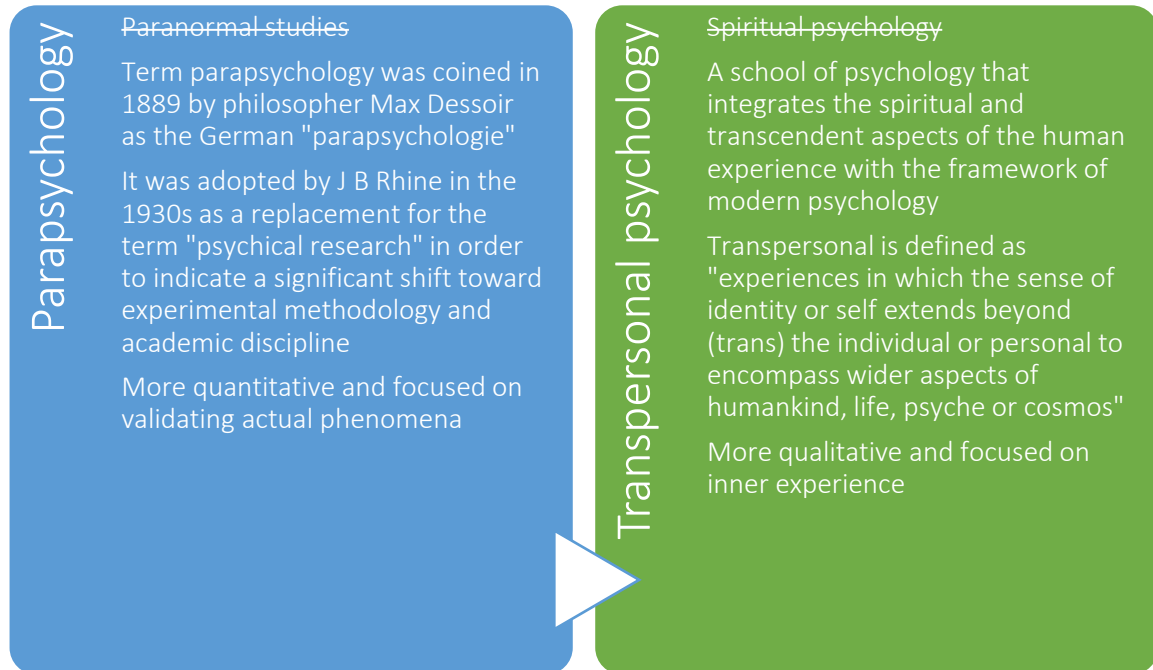 Parapsychology
Paranormal studies
Term parapsychology was coined in
1889 by philosopher Max Dessoir
as the German "parapsychologie"
It was adopted by J B Rhine in the
1930s as a replacement for the
term "psychical research" in order
to indicate a significant shift toward
experimental methodology and
academic discipline
More quantitative and focused on
validating actual phenomena
Transpersonal psychology
Spiritual psychology
A school of psychology that
integrates the spiritual and
transcendent aspects of the human
experience with the framework of
modern psychology
Transpersonal is defined as
"experiences in which the sense of
identity or self extends beyond
(trans) the individual or personal to
encompass wider aspects of
humankind, life, psyche or cosmos"
More qualitative and focused on
inner experience